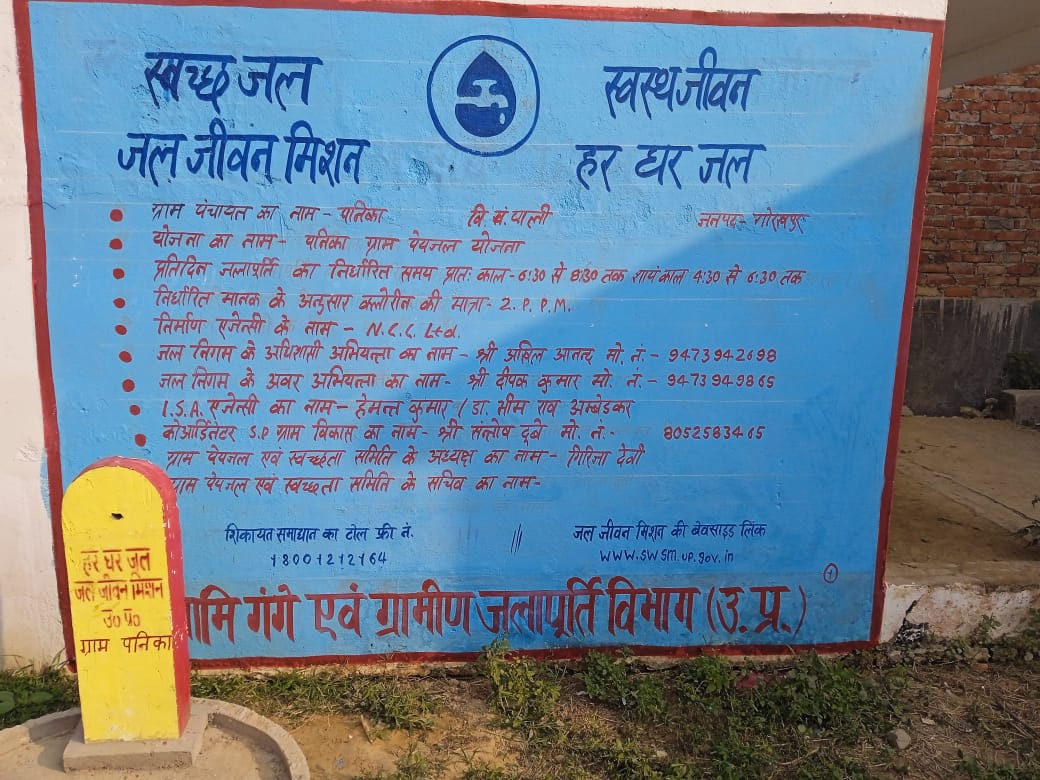 स्वच्छ जल
स्वस्थ जीवन
जल जीवन मिशन
हर घर जल
ग्राम पंचायत का नाम - पनिका वि.सं. पाली जनपद - गोरखपुर
योजना का नाम - पनिका ग्राम पेयजल योजना
प्रतिदिन जलापूर्ति का निर्धारित समय प्रातः काल - 6:30 से 8:30 तक शायंकाल 4:30 से 6:30 तक
निर्धारित मानक के अनुसार क्लोरीन की मात्रा - 2. P. P. M.
निर्माण एजेन्सी के नाम - N.C.C. Ltd.
जल निगम के अधिशासी अभियन्ता का नाम - श्री अखिल आनन्द मो. नं. - 9473942698
जल निगम के अवर अभियन्ता का नाम - श्री दीपक कुमार मो. नं. - 9473949865
I.S.A. एजेन्सी का नाम - हेमन्त कुमार / डा. भीम राव अम्बेडकर
कोआर्डिनेटर S.P ग्राम विकास का नाम - श्री सन्तोष दूबे मो. नं. - 8052583465
ग्राम पेयजल एवं स्वच्छता समिति के अध्यक्ष का नाम - गिरिजा देवी
ग्राम पेयजल एवं स्वच्छता समिति के सचिव का नाम -
शिकायत समाधान का टोल फ्री नं. // जल जीवन मिशन की बेवसाइड लिंक
18001212164 www.swsm.up.gov.in
नामि गंगे एवं ग्रामीण जलापूर्ति विभाग (उ.प्र.)
हर घर जल
जल जीवन मिशन
उ० प्र०
ग्राम पनिका